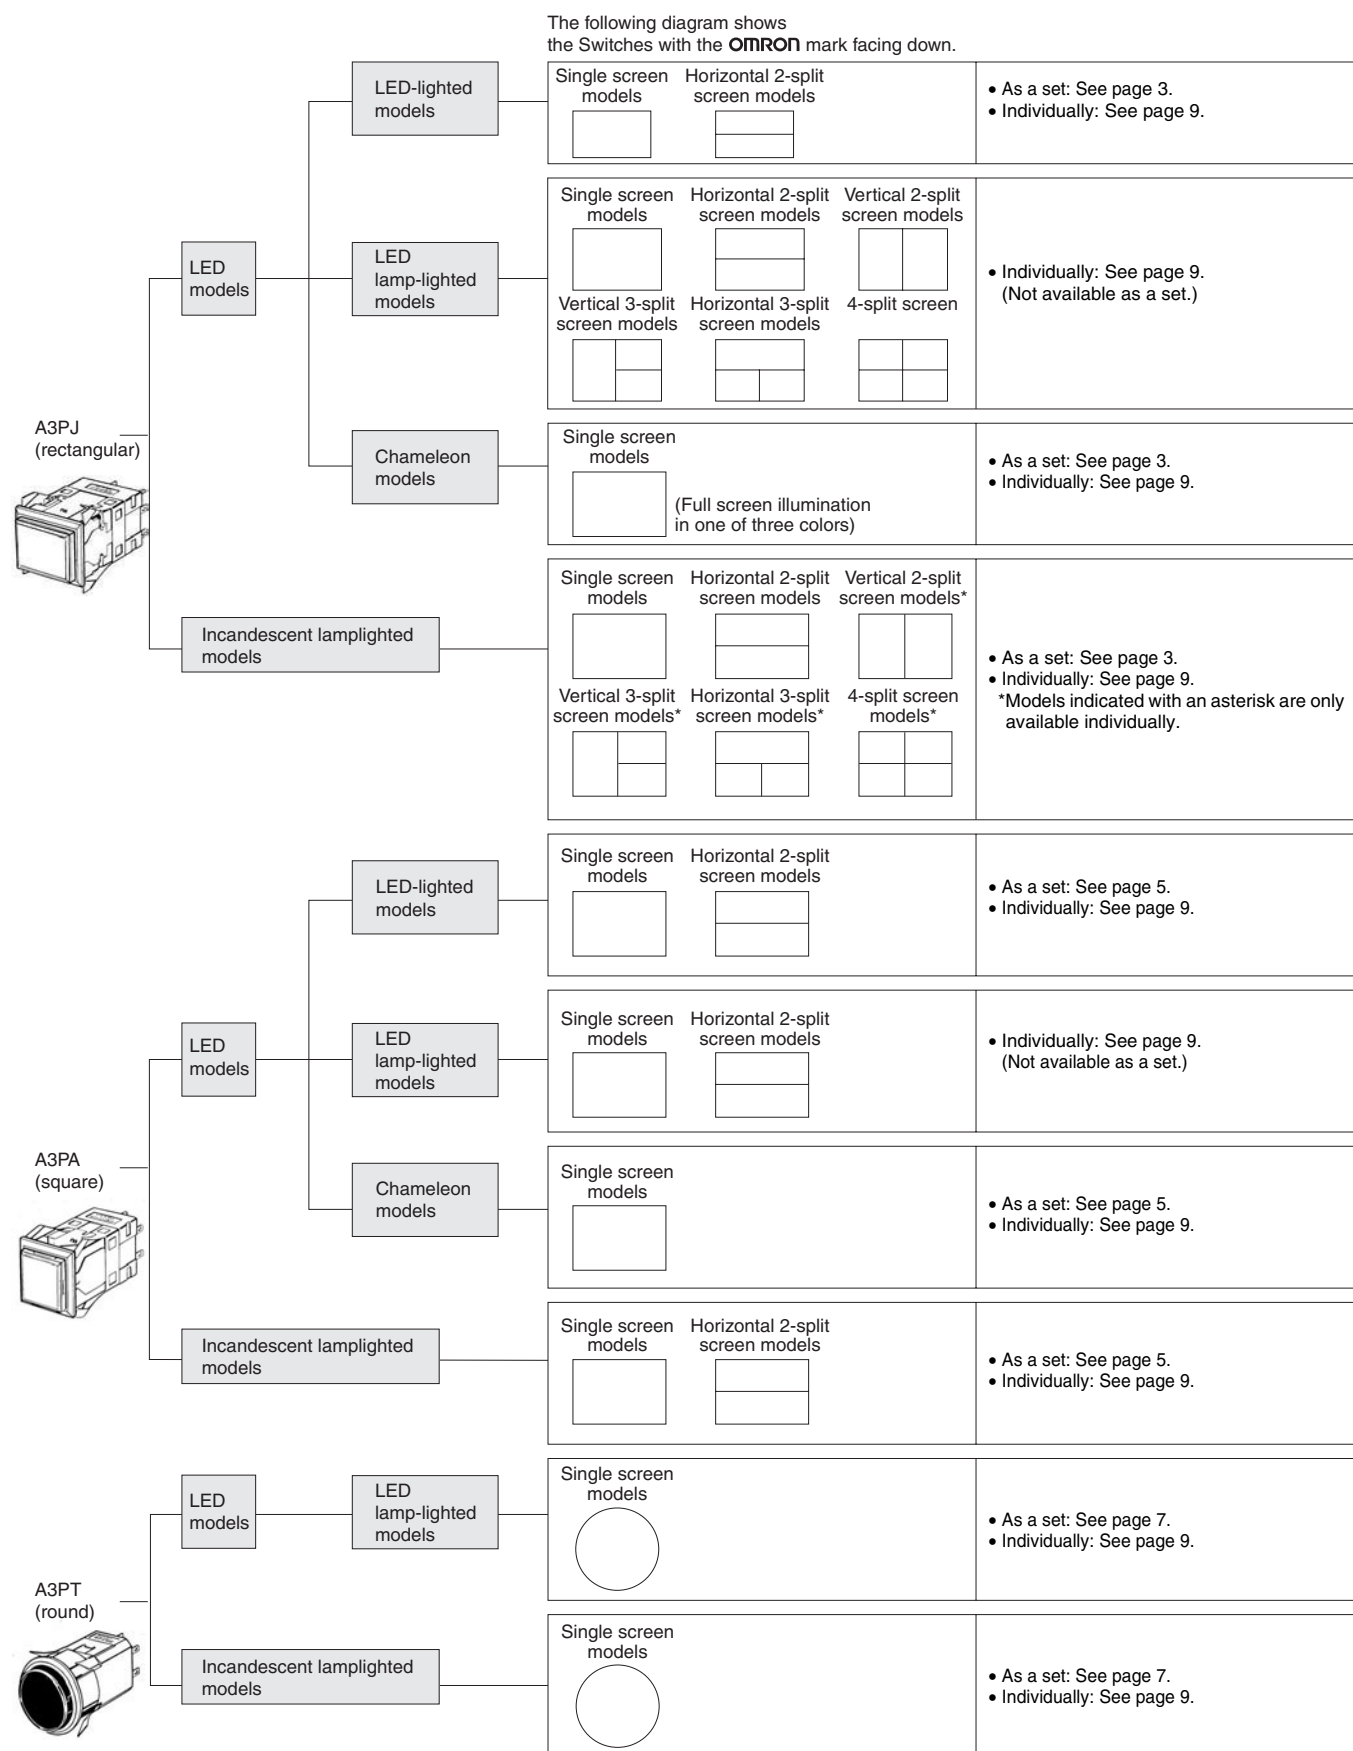 The following diagram shows
the Switches with the OMRON mark facing down.
LED-lighted
models
Single screen
models
Horizontal 2-split
screen models
• As a set: See page 3.
• Individually: See page 9.
LED
models
LED
lamp-lighted
models
Single screen
models
Horizontal 2-split
screen models
Vertical 2-split
screen models
Vertical 3-split
screen models
Horizontal 3-split
screen models
4-split screen
• Individually: See page 9.
(Not available as a set.)
A3PJ
(rectangular)
Chameleon
models
Single screen
models
(Full screen illumination
in one of three colors)
• As a set: See page 3.
• Individually: See page 9.
Incandescent lamplighted
models
Single screen
models
Horizontal 2-split
screen models
Vertical 2-split
screen models*
Vertical 3-split
screen models*
Horizontal 3-split
screen models*
4-split screen
models*
• As a set: See page 3.
• Individually: See page 9.
*Models indicated with an asterisk are only
available individually.
LED-lighted
models
Single screen
models
Horizontal 2-split
screen models
• As a set: See page 5.
• Individually: See page 9.
LED
models
LED
lamp-lighted
models
Single screen
models
Horizontal 2-split
screen models
• Individually: See page 9.
(Not available as a set.)
A3PA
(square)
Chameleon
models
Single screen
models
• As a set: See page 5.
• Individually: See page 9.
Incandescent lamplighted
models
Single screen
models
Horizontal 2-split
screen models
• As a set: See page 5.
• Individually: See page 9.
LED
models
LED
lamp-lighted
models
Single screen
models
• As a set: See page 7.
• Individually: See page 9.
A3PT
(round)
Incandescent lamplighted
models
Single screen
models
• As a set: See page 7.
• Individually: See page 9.